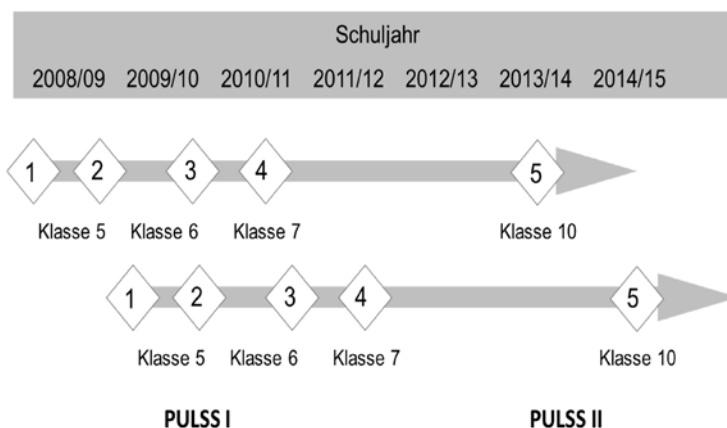 Schuljahr
2008/09 2009/10 2010/11 2011/12 2012/13 2013/14 2014/15
1 2 3 4 5
Klasse 5 Klasse 6 Klasse 7 Klasse 10
1 2 3 4 5
Klasse 5 Klasse 6 Klasse 7 Klasse 10
PULSS I PULSS II